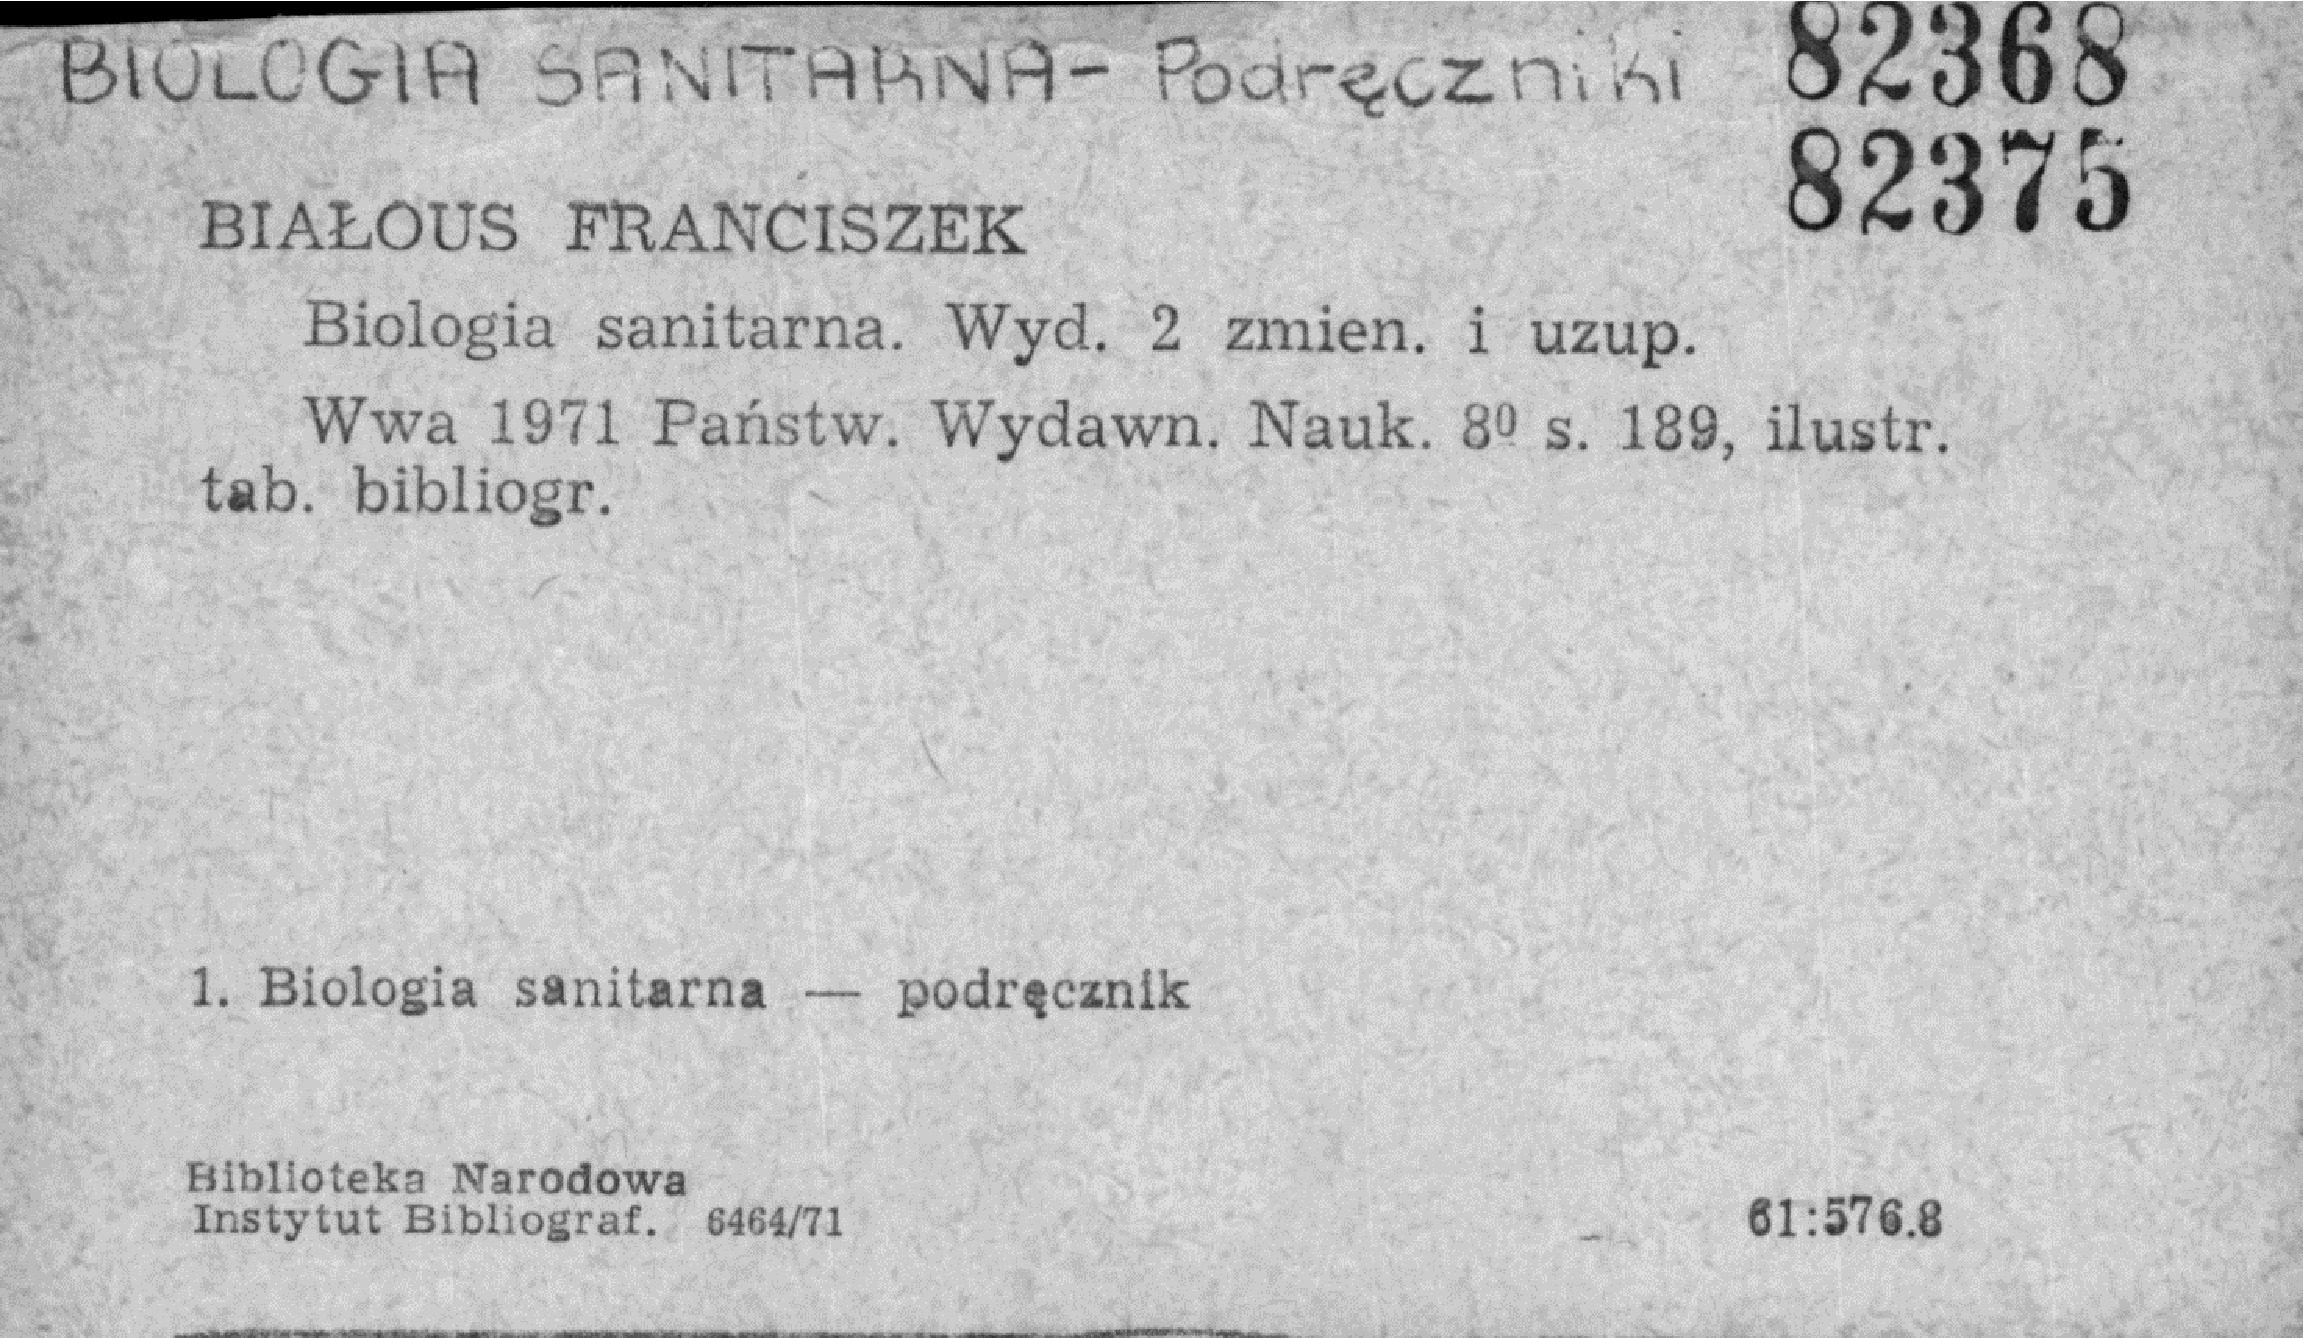 BIOLOGIA SANITARNA - Podręczniki
82368
82375
BIAŁOUS FRANCISZEK
Biologia sanitarna. Wyd. 2 zmien. i uzup.
Wwa 1971 Państw. Wydawn. Nauk. 8⁰ s. 189, ilustr.
tab. bibliogr.
1. Biologia sanitarna — podręcznik
Biblioteka Narodowa
Instytut Bibliograf. 6464/71
61:576.8